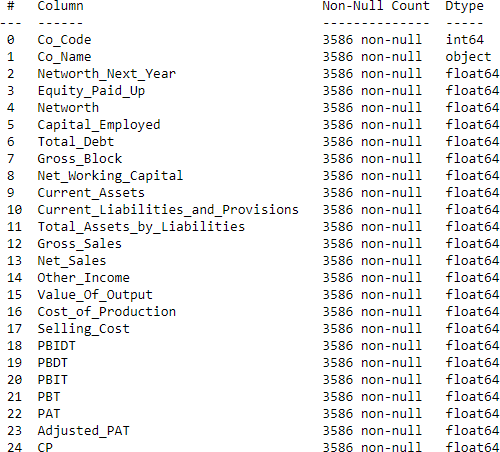 #   Column                             Non-Null Count  Dtype
---  ------                             --------------  -----
0   Co_Code                            3586 non-null   int64
1   Co_Name                            3586 non-null   object
2   Networth_Next_Year                 3586 non-null   float64
3   Equity_Paid_Up                     3586 non-null   float64
4   Networth                           3586 non-null   float64
5   Capital_Employed                   3586 non-null   float64
6   Total_Debt                         3586 non-null   float64
7   Gross_Block                        3586 non-null   float64
8   Net_Working_Capital                3586 non-null   float64
9   Current_Assets                     3586 non-null   float64
10  Current_Liabilities_and_Provisions 3586 non-null   float64
11  Total_Assets_by_Liabilities        3586 non-null   float64
12  Gross_Sales                        3586 non-null   float64
13  Net_Sales                          3586 non-null   float64
14  Other_Income                       3586 non-null   float64
15  Value_Of_Output                    3586 non-null   float64
16  Cost_of_Production                 3586 non-null   float64
17  Selling_Cost                       3586 non-null   float64
18  PBIDT                              3586 non-null   float64
19  PBDT                               3586 non-null   float64
20  PBIT                               3586 non-null   float64
21  PBT                                3586 non-null   float64
22  PAT                                3586 non-null   float64
23  Adjusted_PAT                       3586 non-null   float64
24  CP                                 3586 non-null   float64